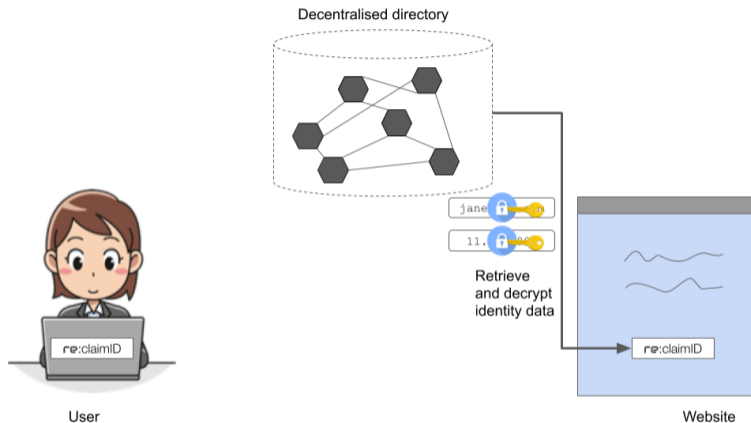 Decentralised directory
jane
11.
Retrieve
and decrypt
identity data
re:claimID
re:claimID
User
Website